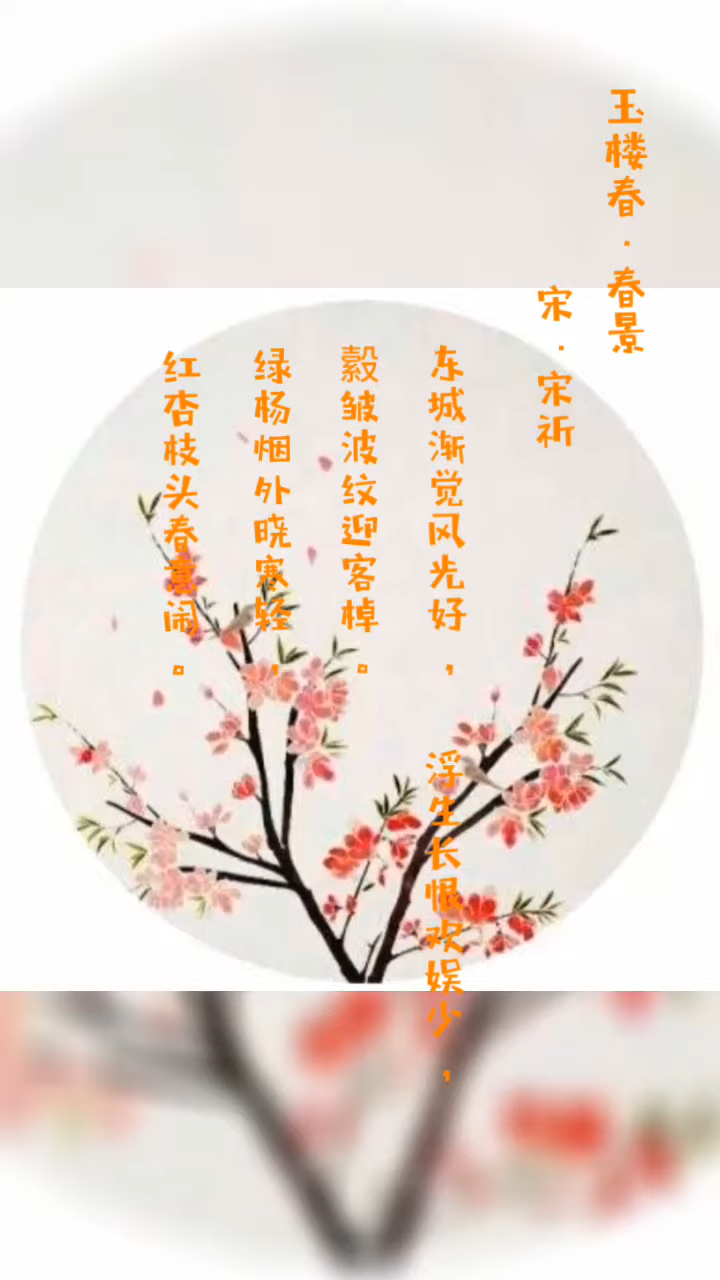 玉楼春·春景
宋·宋祈
东城渐觉风光好，
縠皱波纹迎客棹。
绿杨烟外晓寒轻，
红杏枝头春意闹。
浮生长恨欢娱少，